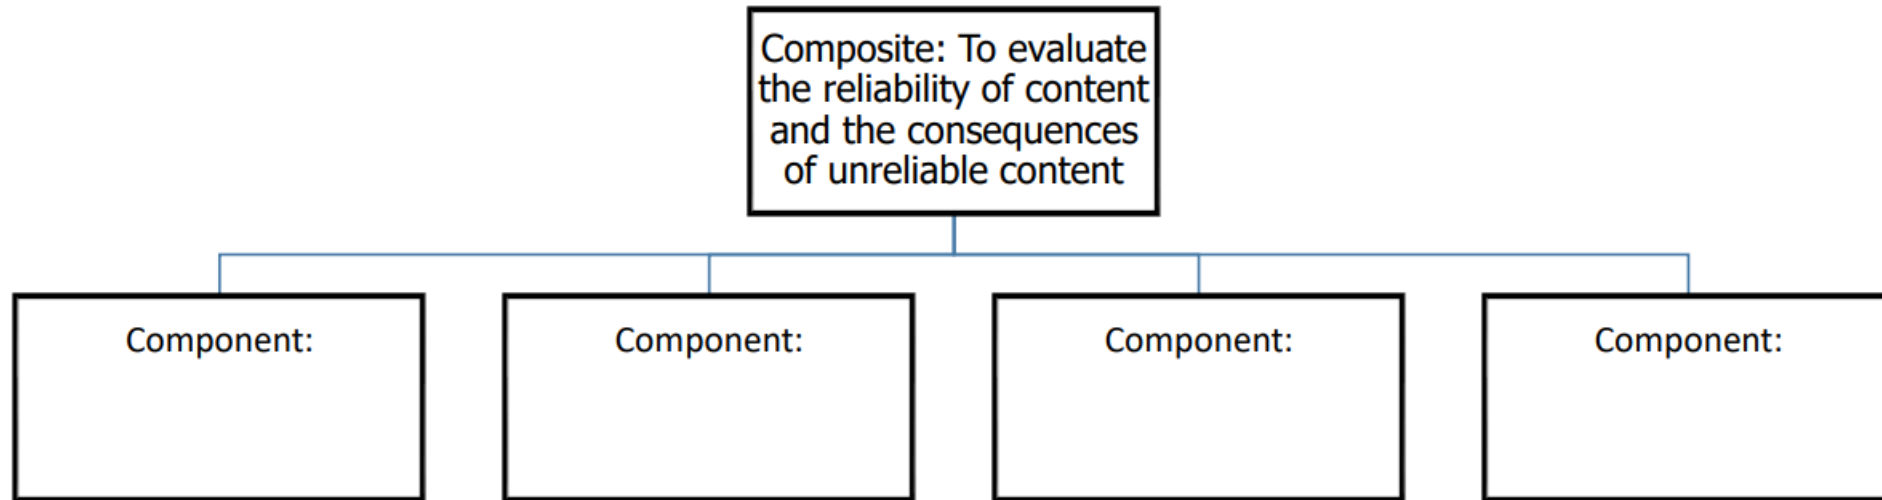 Composite: To evaluate
the reliability of content
and the consequences
of unreliable content
Component:
Component:
Component:
Component: